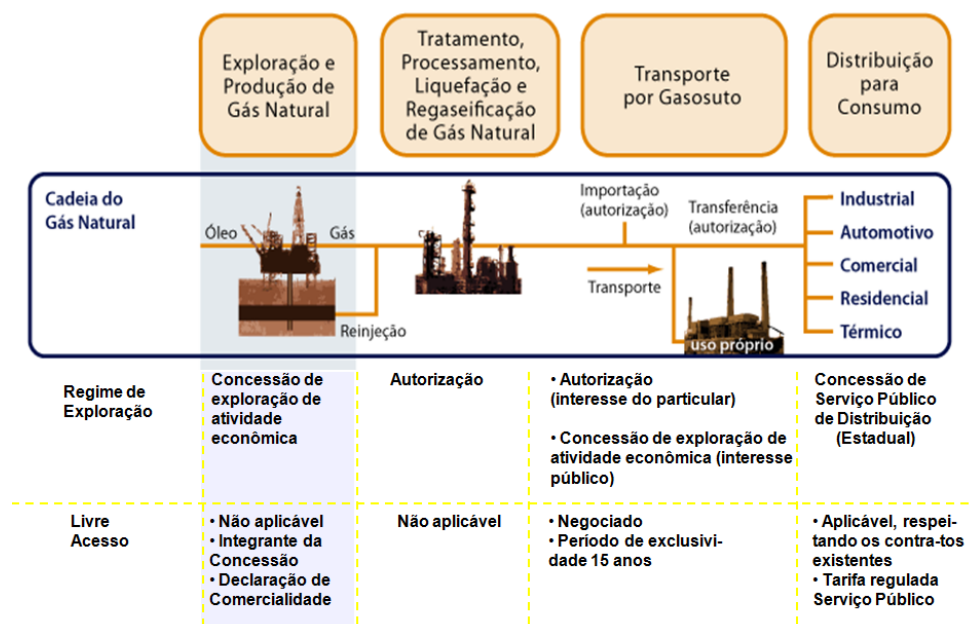 Exploração e
Produção de
Gás Natural
Tratamento,
Processamento,
Liquefação e
Regaseificação
de Gás Natural
Transporte
por Gasosuto
Distribuição
para
Consumo
Cadeia do
Gás Natural
Óleo
Gás
Reinjeção
Importação
(autorização)
Transferência
(autorização)
Transporte
uso próprio
Industrial
Automotivo
Comercial
Residencial
Térmico
Regime de
Exploração
Concessão de
exploração de
atividade
econômica
Autorização
• Autorização
(interesse do particular)
• Concessão de exploração de
atividade econômica (interesse
público)
Concessão de
Serviço Público
de Distribuição
(Estadual)
Livre
Acesso
• Não aplicável
• Integrante da
Concessão
• Declaração de
Comercialidade
Não aplicável
• Negociado
• Período de exclusivi-
dade 15 anos
• Aplicável, respei-
tando os contra-tos
existentes
• Tarifa regulada
Serviço Público